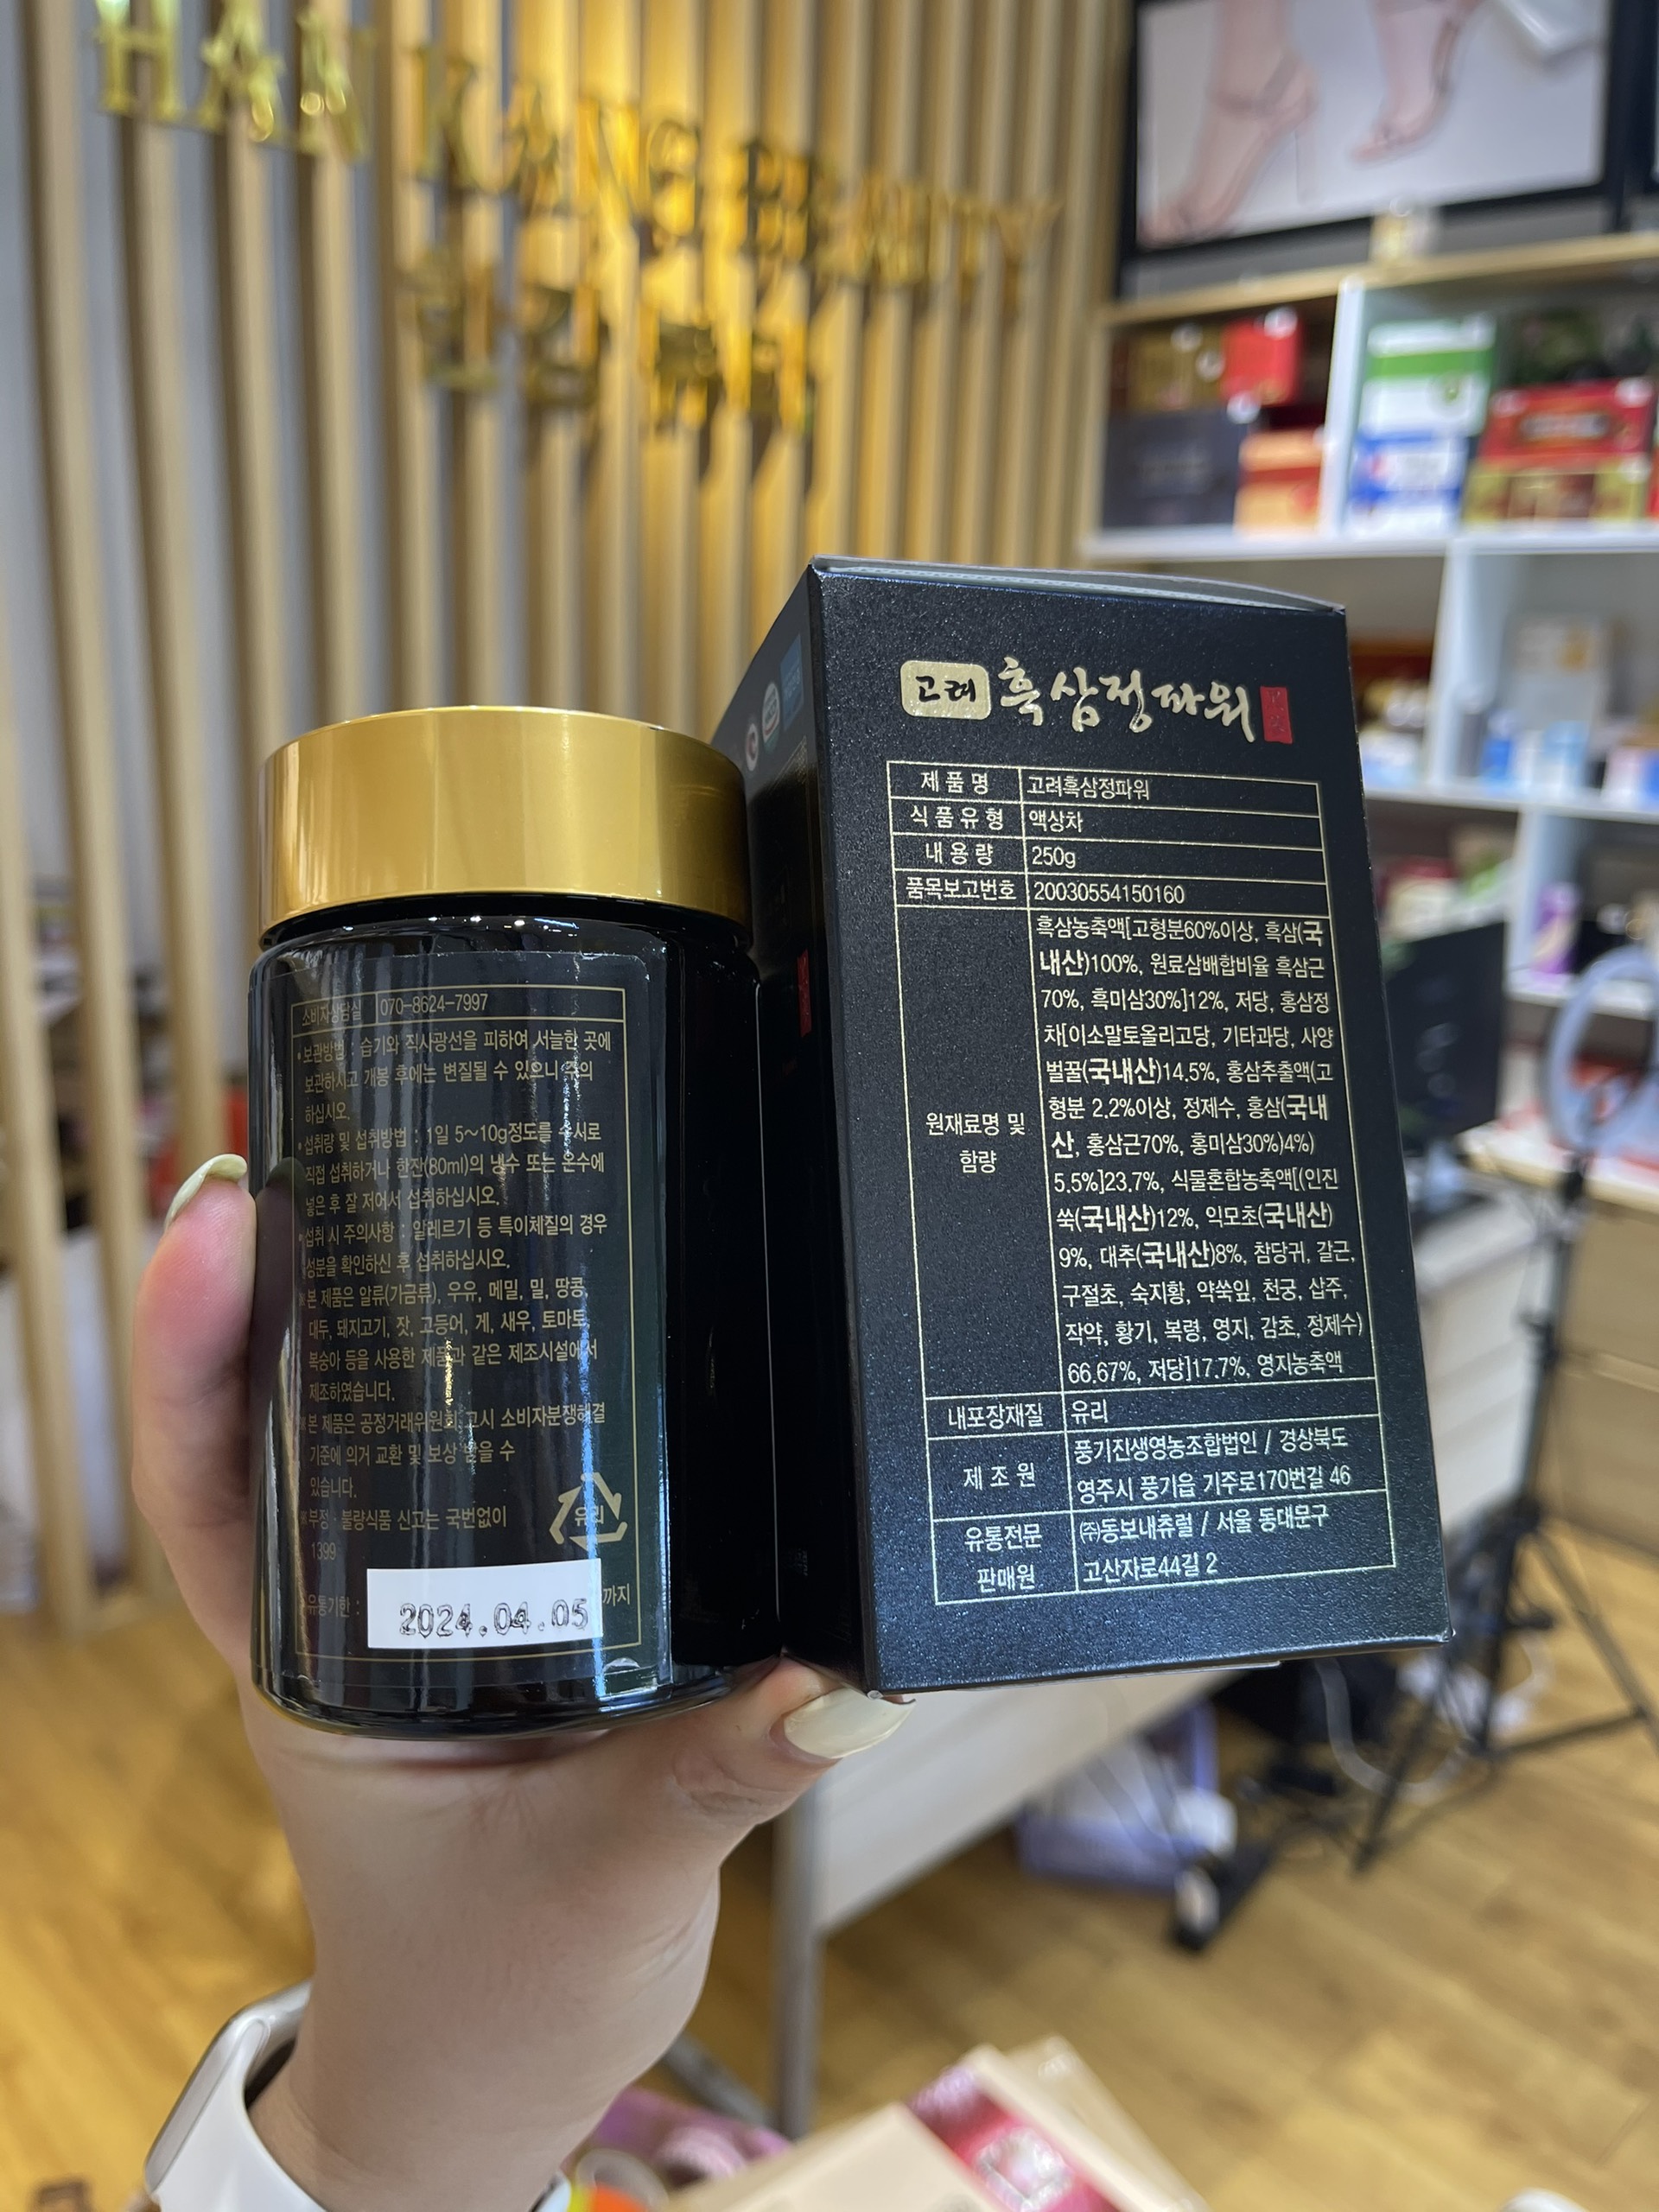 HAN KANG BEAUTY
소비자상담실 070-8624-7997
• 보관방법 : 습기와 직사광선을 피하여 서늘한 곳에
보관하시고 개봉 후에는 변질될 수 있으니 주의
하십시오.
• 섭취량 및 섭취방법 : 1일 5~10g정도를 수시로
직접 섭취하거나 한잔(80ml)의 냉수 또는 온수에
넣은 후 잘 저어서 섭취하십시오.
• 섭취 시 주의사항 : 알레르기 등 특이체질의 경우
성분을 확인하신 후 섭취하십시오.
※ 본 제품은 알류(가금류), 우유, 메밀, 밀, 땅콩,
대두, 돼지고기, 잣, 고등어, 게, 새우, 토마토,
복숭아 등을 사용한 제품과 같은 제조시설에서
제조하였습니다.
※ 본 제품은 공정거래위원회 고시 소비자분쟁해결
기준에 의거 교환 및 보상 받을 수
있습니다.
※ 부정·불량식품 신고는 국번없이
1399
유리
유통기한 : 2024.04.05 까지
고려 흑삼정파워
제품명 고려흑삼정파워
식품유형 액상차
내용량 250g
품목보고번호 20030554150160
원재료명 및
함량
흑삼농축액[고형분60%이상, 흑삼(국
내산)100%, 원료삼배합비율 흑삼근
70%, 흑미삼30%]12%, 저당, 홍삼정
차[이소말토올리고당, 기타과당, 사양
벌꿀(국내산)14.5%, 홍삼추출액(고
형분 2.2%이상, 정제수, 홍삼(국내
산, 홍삼근70%, 홍미삼30%)4%)
5.5%]23.7%, 식물혼합농축액[(인진
쑥(국내산)12%, 익모초(국내산)
9%, 대추(국내산)8%, 참당귀, 갈근,
구절초, 숙지황, 약쑥잎, 천궁, 삽주,
작약, 황기, 복령, 영지, 감초, 정제수)
66.67%, 저당]17.7%, 영지농축액
내포장재질 유리
제조원 풍기진생영농조합법인 / 경상북도
영주시 풍기읍 기주로170번길 46
유통전문
판매원
㈜동보내츄럴 / 서울 동대문구
고산자로44길 2